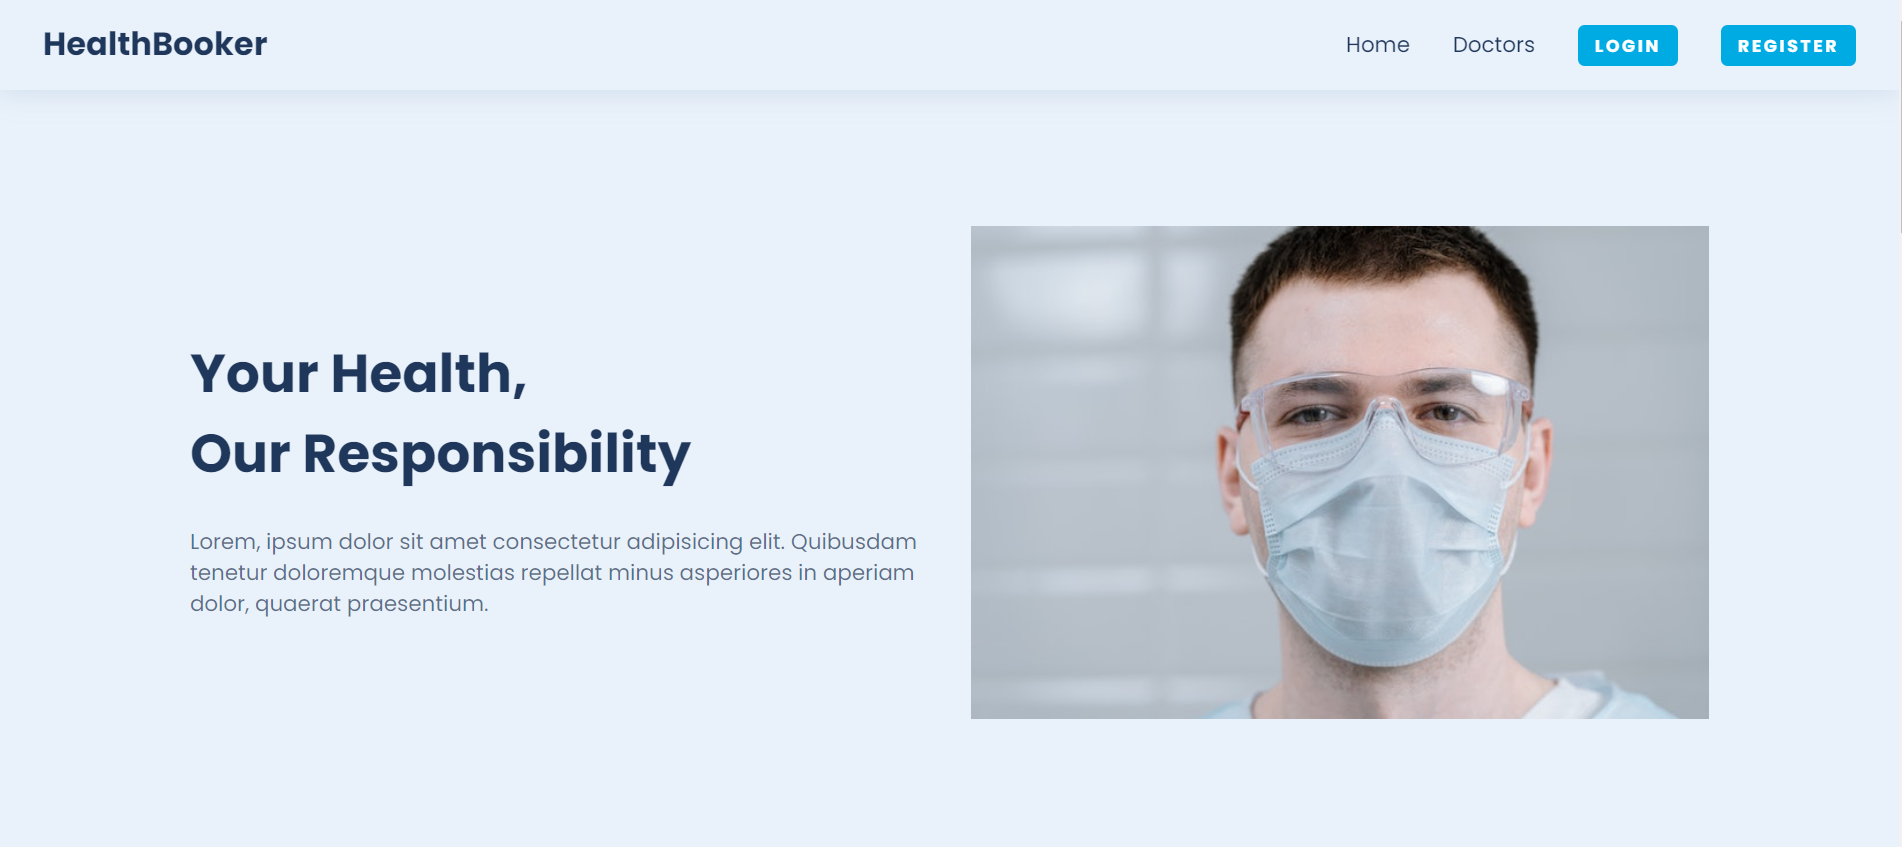 HealthBooker
Home
Doctors
LOGIN
REGISTER
Your Health,
Our Responsibility
Lorem, ipsum dolor sit amet consectetur adipisicing elit. Quibusdam
tenetur doloremque molestias repellat minus asperiores in aperiam
dolor, quaerat praesentium.